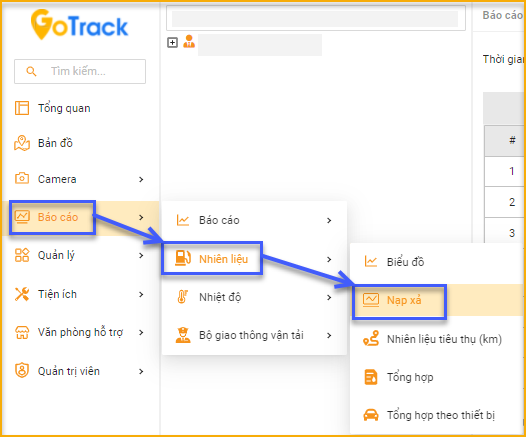 GoTrack
Tìm kiếm...
Tổng quan
Bản đồ
Camera
Báo cáo
Quản lý
Tiện ích
Văn phòng hỗ trợ
Quản trị viên
Báo cáo
Nhiên liệu
Nhiệt độ
Bộ giao thông vận tải
Biểu đồ
Nạp xả
Nhiên liệu tiêu thụ (km)
Tổng hợp
Tổng hợp theo thiết bị
Báo cáo
Thời gian
#
1
2
3